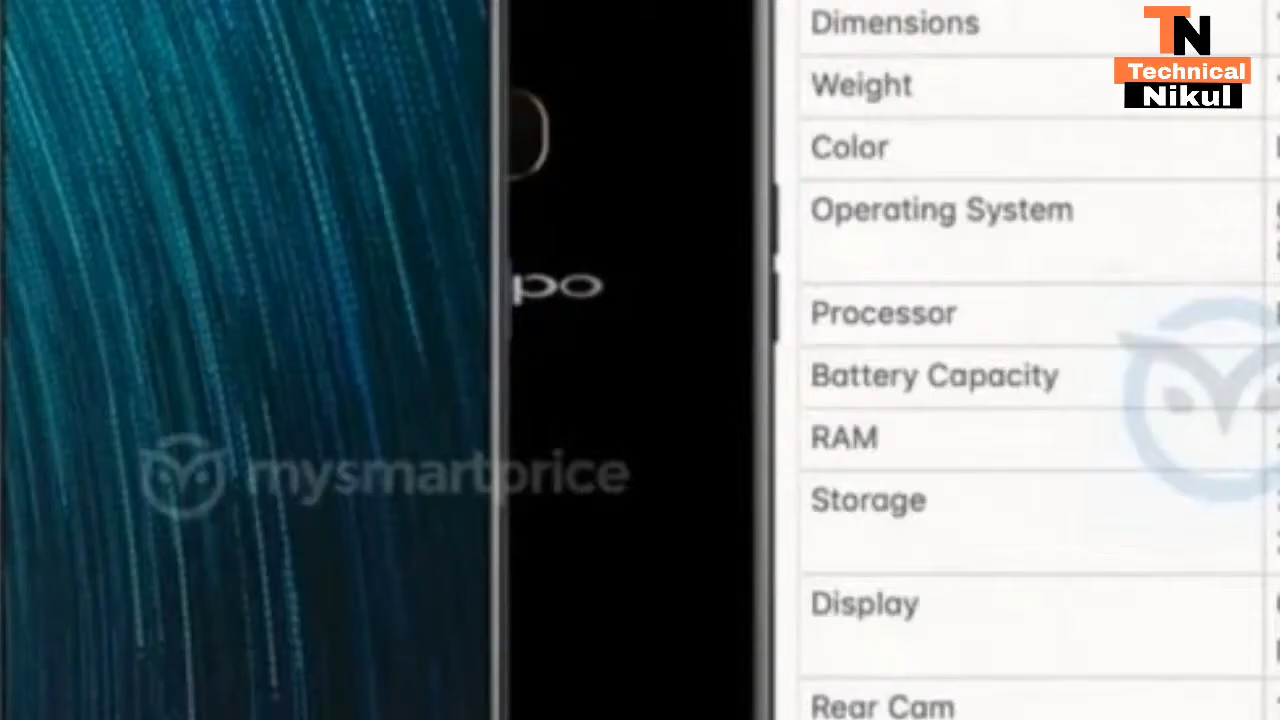 Dimensions
TN
Technical
Nikul
Weight
Color
Operating System
po
Processor
Battery Capacity
RAM
mysmartprice
Storage
Display
Rear Cam